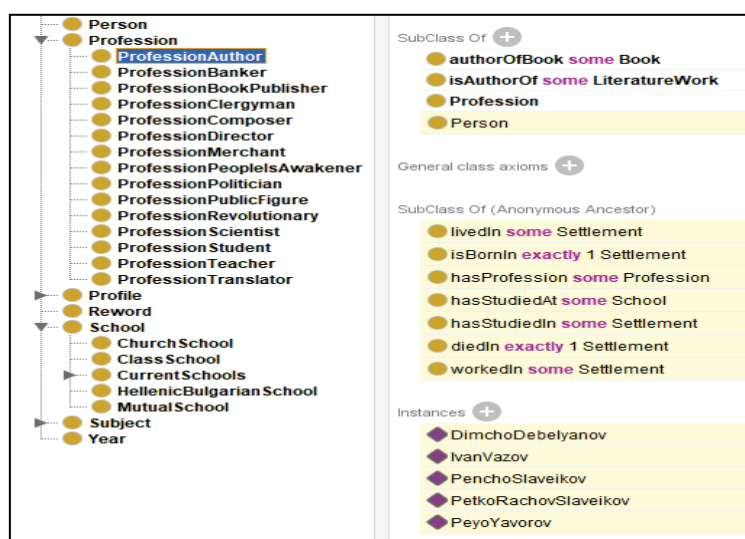 Person
Profession
ProfessionAuthor
ProfessionBanker
ProfessionBookPublisher
ProfessionClergyman
ProfessionComposer
ProfessionDirector
ProfessionMerchant
ProfessionPeopleIsAwakener
ProfessionPolitician
ProfessionPublicFigure
ProfessionRevolutionary
ProfessionScientist
ProfessionStudent
ProfessionTeacher
ProfessionTranslator
Profile
Reword
School
ChurchSchool
ClassSchool
CurrentSchools
HellenicBulgarianSchool
MutualSchool
Subject
Year
SubClass Of
authorOfBook some Book
isAuthorOf some LiteratureWork
Profession
Person
General class axioms
SubClass Of (Anonymous Ancestor)
livedIn some Settlement
isBornIn exactly 1 Settlement
hasProfession some Profession
hasStudiedAt some School
hasStudiedIn some Settlement
diedIn exactly 1 Settlement
workedIn some Settlement
Instances
DimchoDebelyanov
IvanVazov
PenchoSlaveikov
PetkoRachovSlaveikov
PeyoYavorov